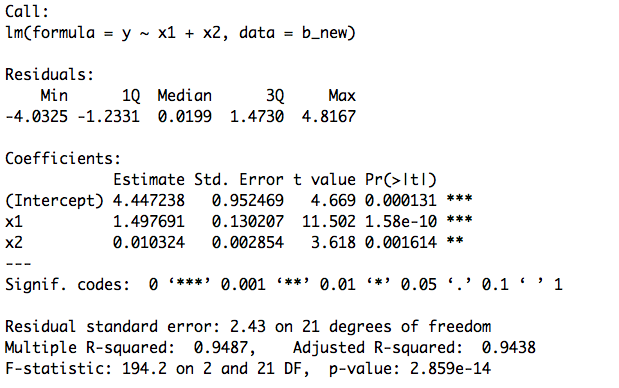 Call:
lm(formula = y ~ x1 + x2, data = b_new)
Residuals:
    Min      1Q  Median      3Q     Max
-4.0325 -1.2331  0.0199  1.4730  4.8167
Coefficients:
            Estimate Std. Error t value Pr(>|t|)
(Intercept) 4.447238   0.952469   4.669 0.000131 ***
x1          1.497691   0.130207  11.502 1.58e-10 ***
x2          0.010324   0.002854   3.618 0.001614 **
---
Signif. codes:  0 ‘***’ 0.001 ‘**’ 0.01 ‘*’ 0.05 ‘.’ 0.1 ‘ ’ 1
Residual standard error: 2.43 on 21 degrees of freedom
Multiple R-squared:  0.9487,    Adjusted R-squared:  0.9438
F-statistic: 194.2 on 2 and 21 DF,  p-value: 2.859e-14